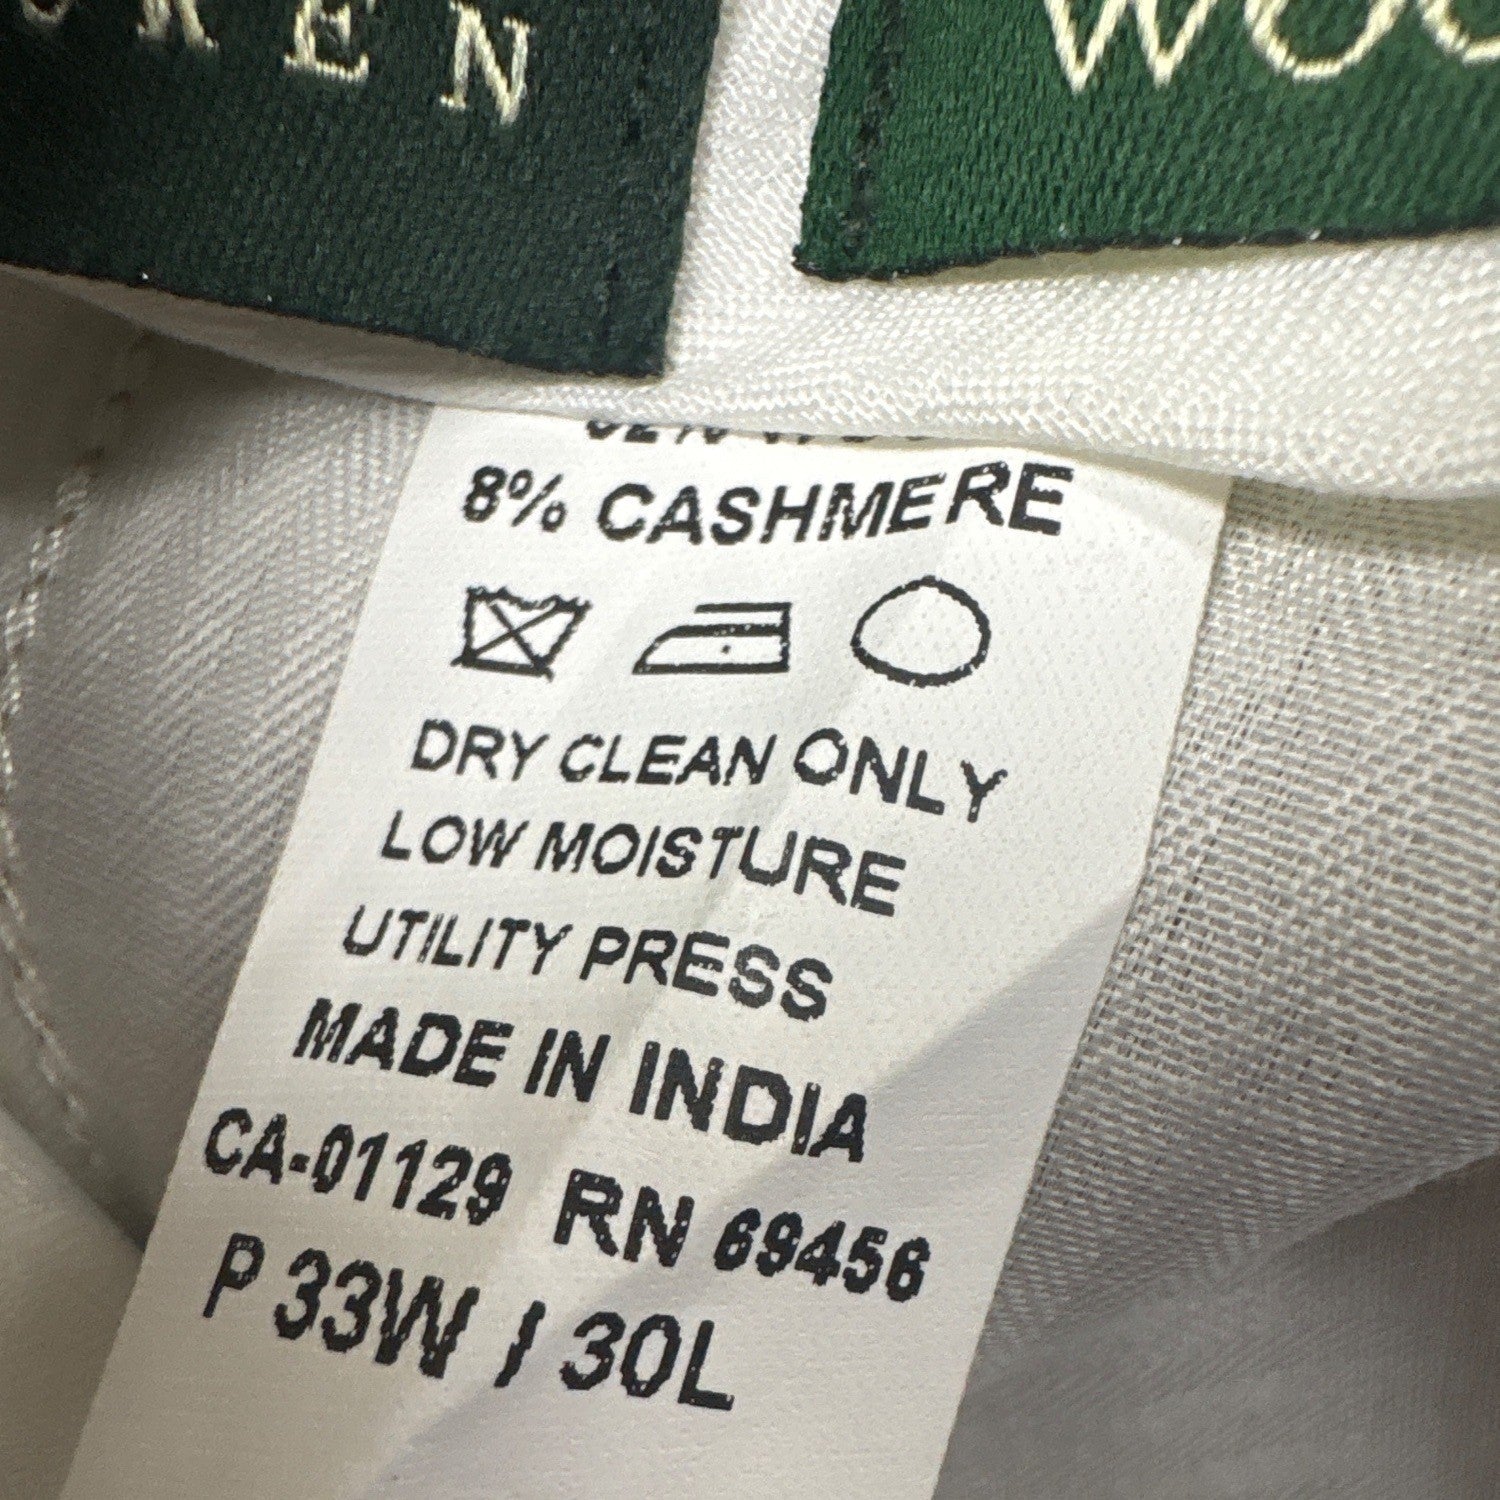 8% CASHMERE
DRY CLEAN ONLY
LOW MOISTURE
UTILITY PRESS
MADE IN INDIA
CA-01129 RN 69456
P 33W / 30L